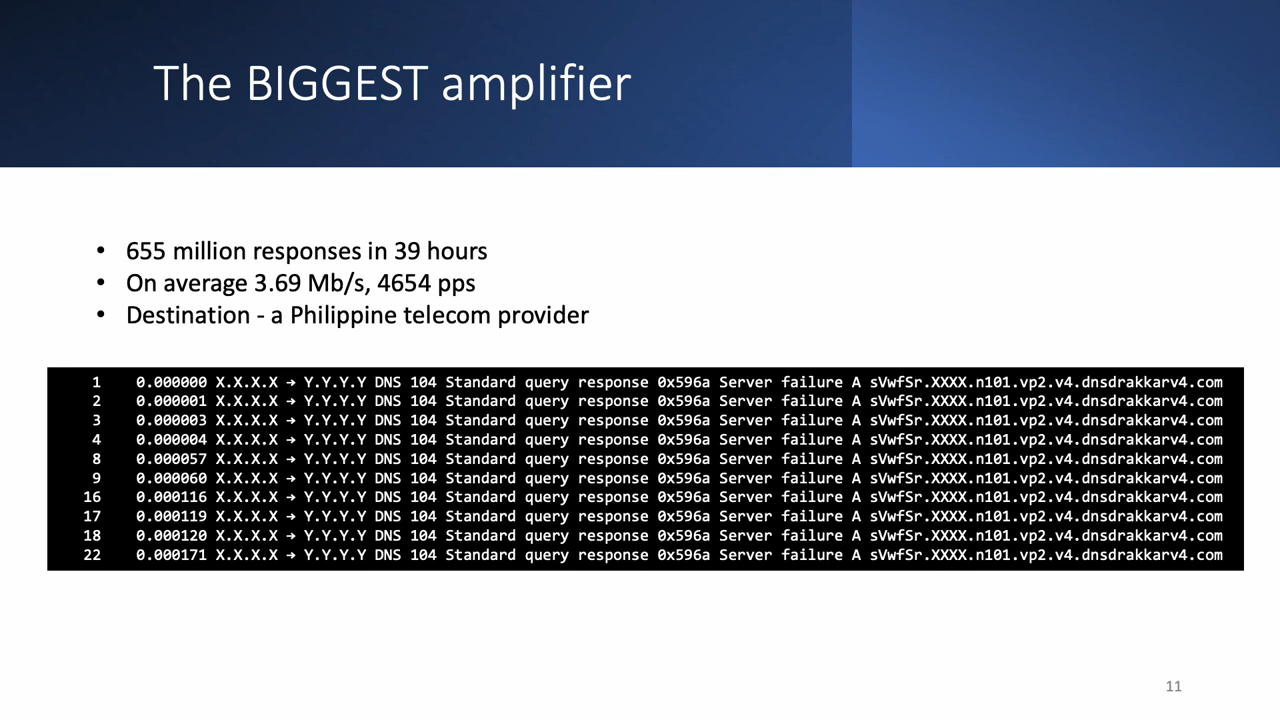 The BIGGEST amplifier
• 655 million responses in 39 hours
• On average 3.69 Mb/s, 4654 pps
• Destination - a Philippine telecom provider
1 0.000000 X.X.X.X → Y.Y.Y.Y DNS 104 Standard query response 0x596a Server failure A sVwfSr.XXXX.n101.vp2.v4.dnsdrakkarv4.com
2 0.000001 X.X.X.X → Y.Y.Y.Y DNS 104 Standard query response 0x596a Server failure A sVwfSr.XXXX.n101.vp2.v4.dnsdrakkarv4.com
3 0.000003 X.X.X.X → Y.Y.Y.Y DNS 104 Standard query response 0x596a Server failure A sVwfSr.XXXX.n101.vp2.v4.dnsdrakkarv4.com
4 0.000004 X.X.X.X → Y.Y.Y.Y DNS 104 Standard query response 0x596a Server failure A sVwfSr.XXXX.n101.vp2.v4.dnsdrakkarv4.com
8 0.000057 X.X.X.X → Y.Y.Y.Y DNS 104 Standard query response 0x596a Server failure A sVwfSr.XXXX.n101.vp2.v4.dnsdrakkarv4.com
9 0.000060 X.X.X.X → Y.Y.Y.Y DNS 104 Standard query response 0x596a Server failure A sVwfSr.XXXX.n101.vp2.v4.dnsdrakkarv4.com
16 0.000116 X.X.X.X → Y.Y.Y.Y DNS 104 Standard query response 0x596a Server failure A sVwfSr.XXXX.n101.vp2.v4.dnsdrakkarv4.com
17 0.000119 X.X.X.X → Y.Y.Y.Y DNS 104 Standard query response 0x596a Server failure A sVwfSr.XXXX.n101.vp2.v4.dnsdrakkarv4.com
18 0.000120 X.X.X.X → Y.Y.Y.Y DNS 104 Standard query response 0x596a Server failure A sVwfSr.XXXX.n101.vp2.v4.dnsdrakkarv4.com
22 0.000171 X.X.X.X → Y.Y.Y.Y DNS 104 Standard query response 0x596a Server failure A sVwfSr.XXXX.n101.vp2.v4.dnsdrakkarv4.com
11